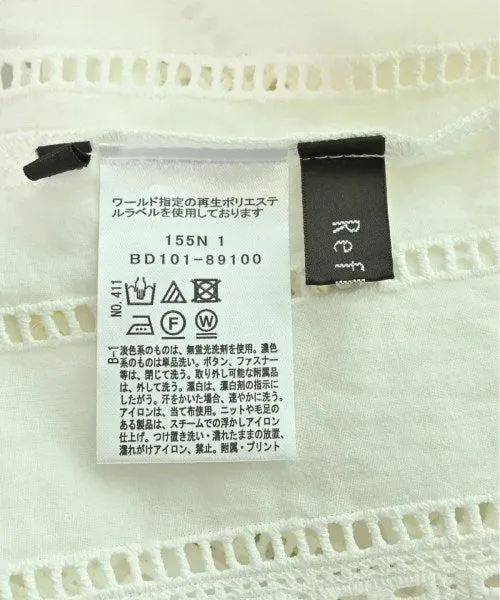 ワールド指定の再生ポリエステ
ルラベルを使用しております
155N 1
BD101-89100
NO.411
B-1
淡色系のものは、無蛍光洗剤を使用。濃色
系のものは単品洗い。ボタン、ファスナー
等は、閉じて洗う。取り外し可能な附属品
は、外して洗う。漂白は、漂白剤の指示に
したがう。汗をかいた場合、速やかに洗う。
アイロンは、当て布使用。ニットや毛足の
ある製品は、スチームでの浮かしアイロン
仕上げ。つけ置き洗い・濡れたままの放置、
濡れがけアイロン、禁止。附属・プリント
F
W
Ref